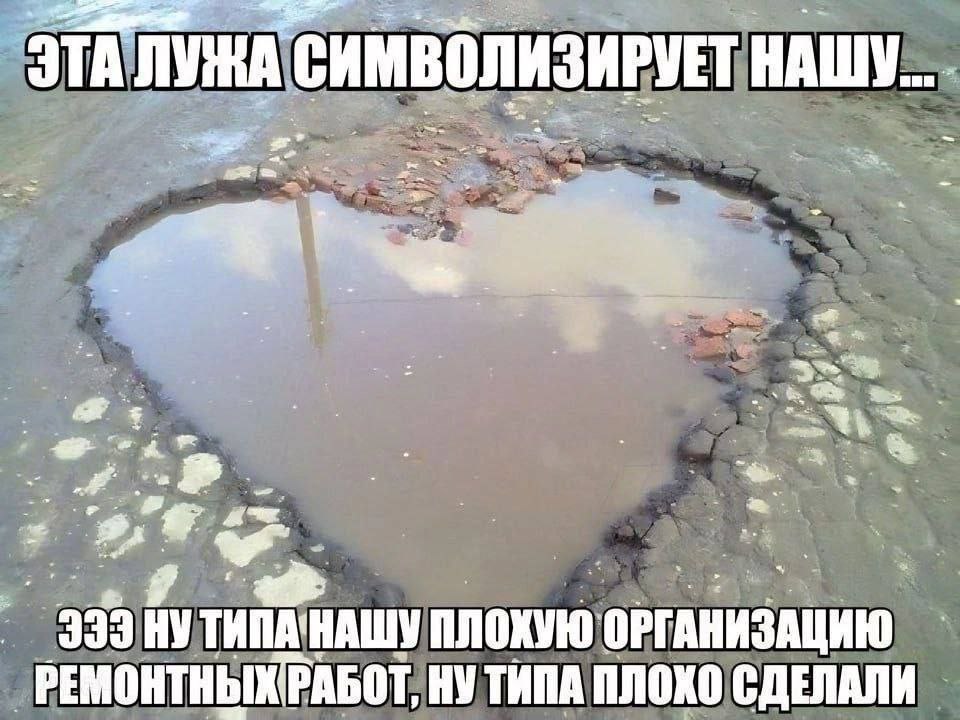 ЭТА ЛУЖА СИМВОЛИЗИРУЕТ НАШУ...
ЭЭЭ НУ ТИПА НАШУ ПЛОХУЮ ОРГАНИЗАЦИЮ
РЕМОНТНЫХ РАБОТ, НУ ТИПА ПЛОХО СДЕЛАЛИ